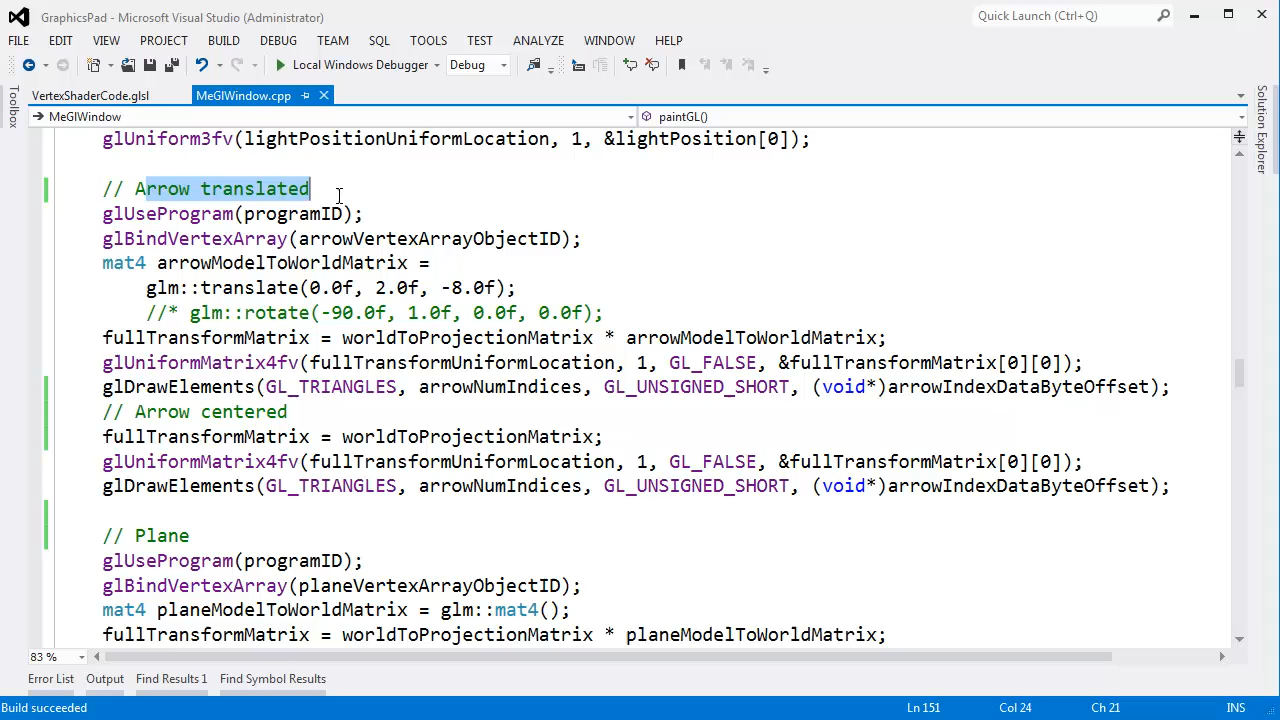 GraphicsPad - Microsoft Visual Studio (Administrator)
Quick Launch (Ctrl+Q)
FILE EDIT VIEW PROJECT BUILD DEBUG TEAM SQL TOOLS TEST ANALYZE WINDOW HELP
Local Windows Debugger Debug
Toolbox
VertexShaderCode.glsl MeGlWindow.cpp
MeGlWindow paintGL()
Solution Explorer
glUniform3fv(lightPositionUniformLocation, 1, &lightPosition[0]);
// Arrow translated
glUseProgram(programID);
glBindVertexArray(arrowVertexArrayObjectID);
mat4 arrowModelToWorldMatrix =
glm::translate(0.0f, 2.0f, -8.0f);
//* glm::rotate(-90.0f, 1.0f, 0.0f, 0.0f);
fullTransformMatrix = worldToProjectionMatrix * arrowModelToWorldMatrix;
glUniformMatrix4fv(fullTransformUniformLocation, 1, GL_FALSE, &fullTransformMatrix[0][0]);
glDrawElements(GL_TRIANGLES, arrowNumIndices, GL_UNSIGNED_SHORT, (void*)arrowIndexDataByteOffset);
// Arrow centered
fullTransformMatrix = worldToProjectionMatrix;
glUniformMatrix4fv(fullTransformUniformLocation, 1, GL_FALSE, &fullTransformMatrix[0][0]);
glDrawElements(GL_TRIANGLES, arrowNumIndices, GL_UNSIGNED_SHORT, (void*)arrowIndexDataByteOffset);
// Plane
glUseProgram(programID);
glBindVertexArray(planeVertexArrayObjectID);
mat4 planeModelToWorldMatrix = glm::mat4();
fullTransformMatrix = worldToProjectionMatrix * planeModelToWorldMatrix;
83 %
Error List Output Find Results 1 Find Symbol Results
Build succeeded Ln 151 Col 24 Ch 21 INS